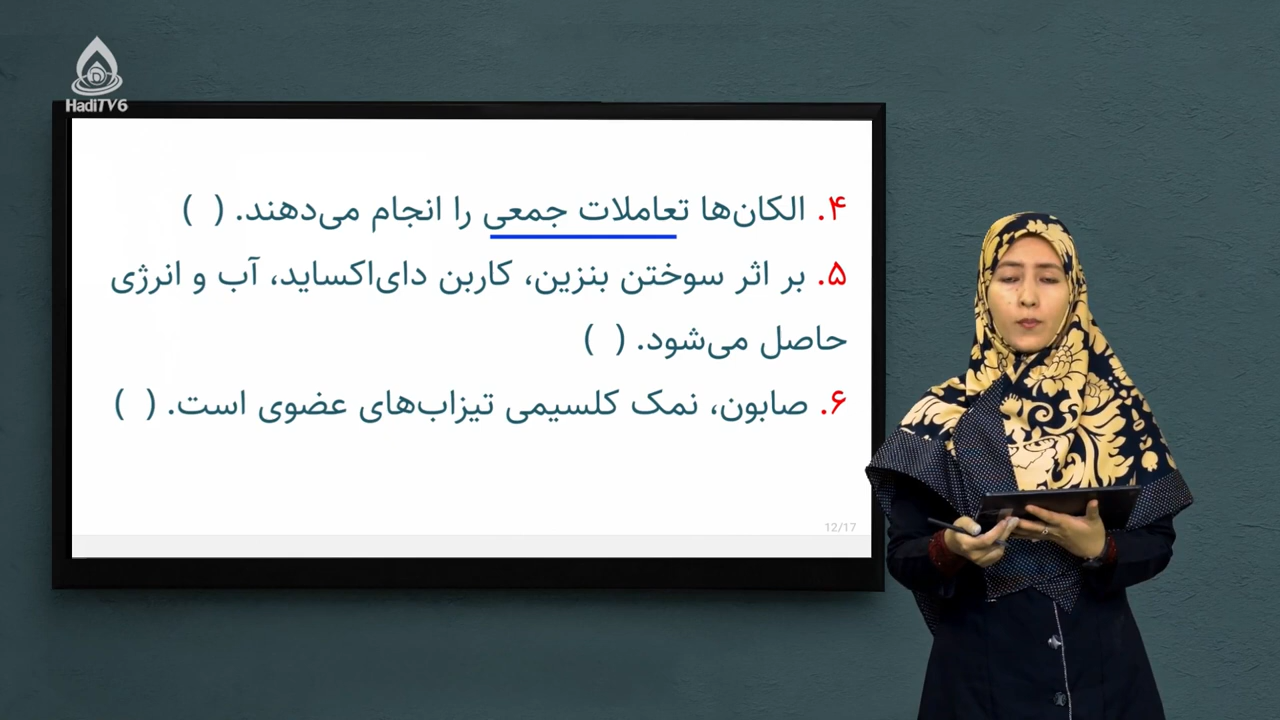 HadiTV6
۴. الکان‌ها تعاملات جمعی را انجام می‌دهند. (  )
۵. بر اثر سوختن بنزین، کاربن دای‌اکساید، آب و انرژی
حاصل می‌شود. (  )
۶. صابون، نمک کلسیمی تیزاب‌های عضوی است. (  )
12/17